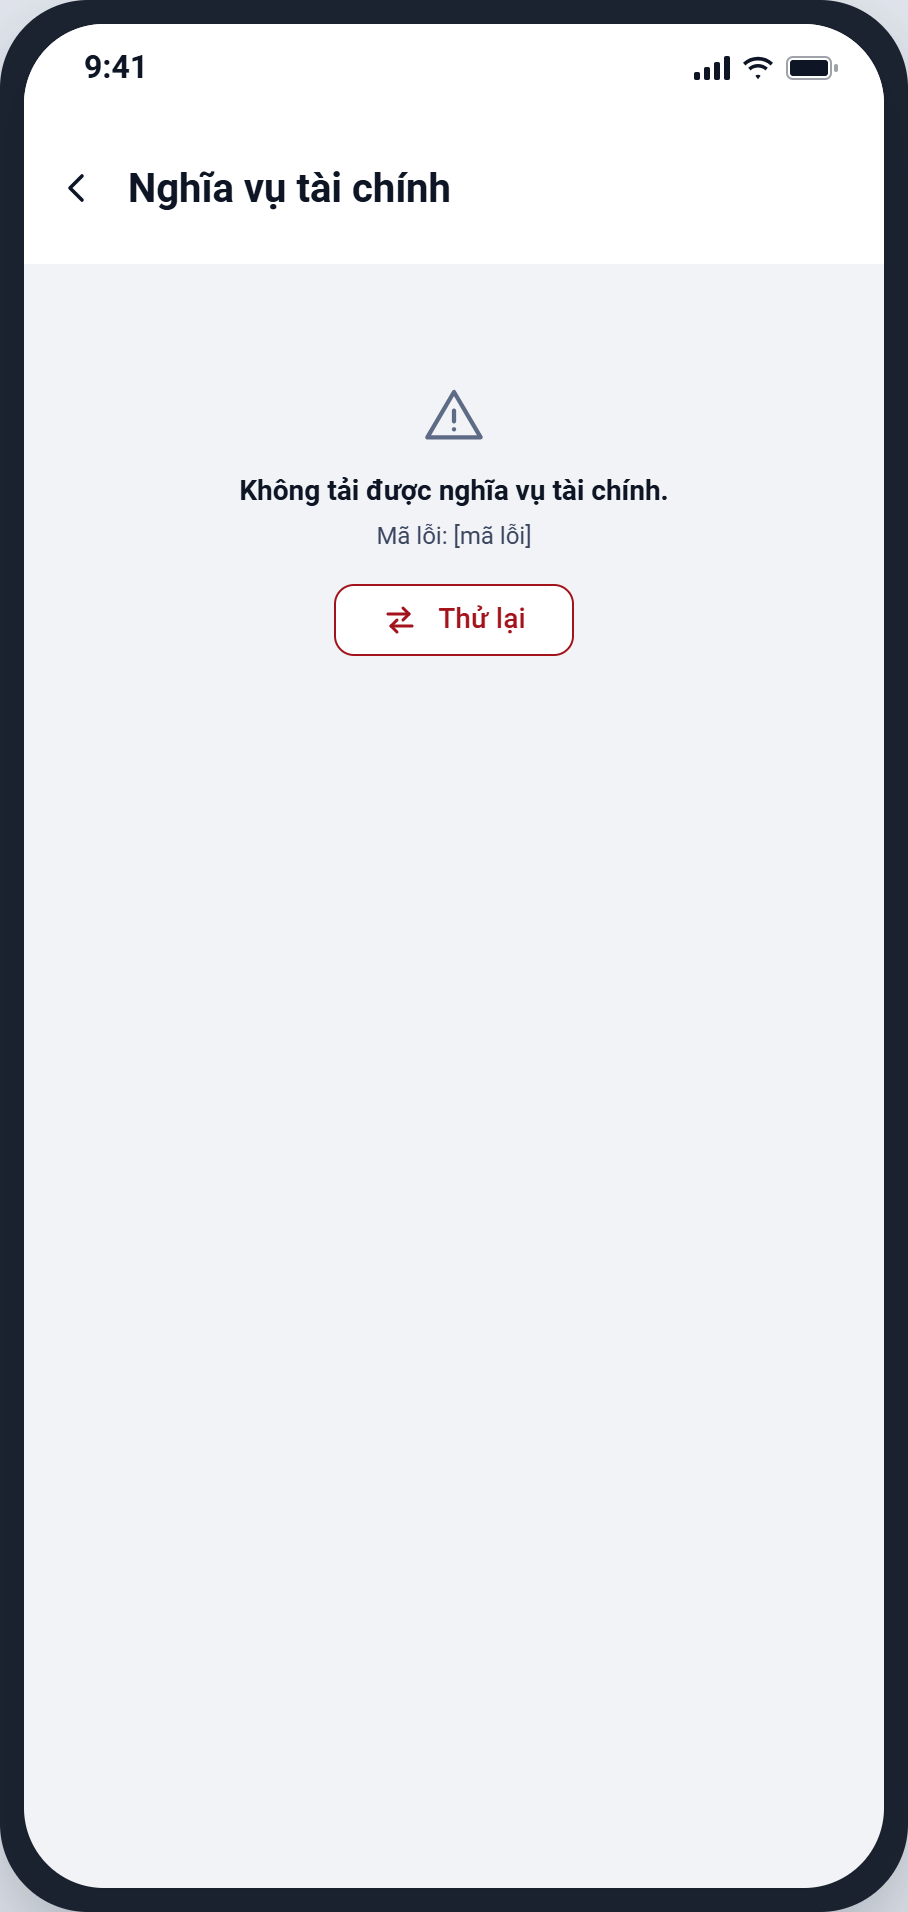 9:41
Nghĩa vụ tài chính
Không tải được nghĩa vụ tài chính.
Mã lỗi: [mã lỗi]
Thử lại